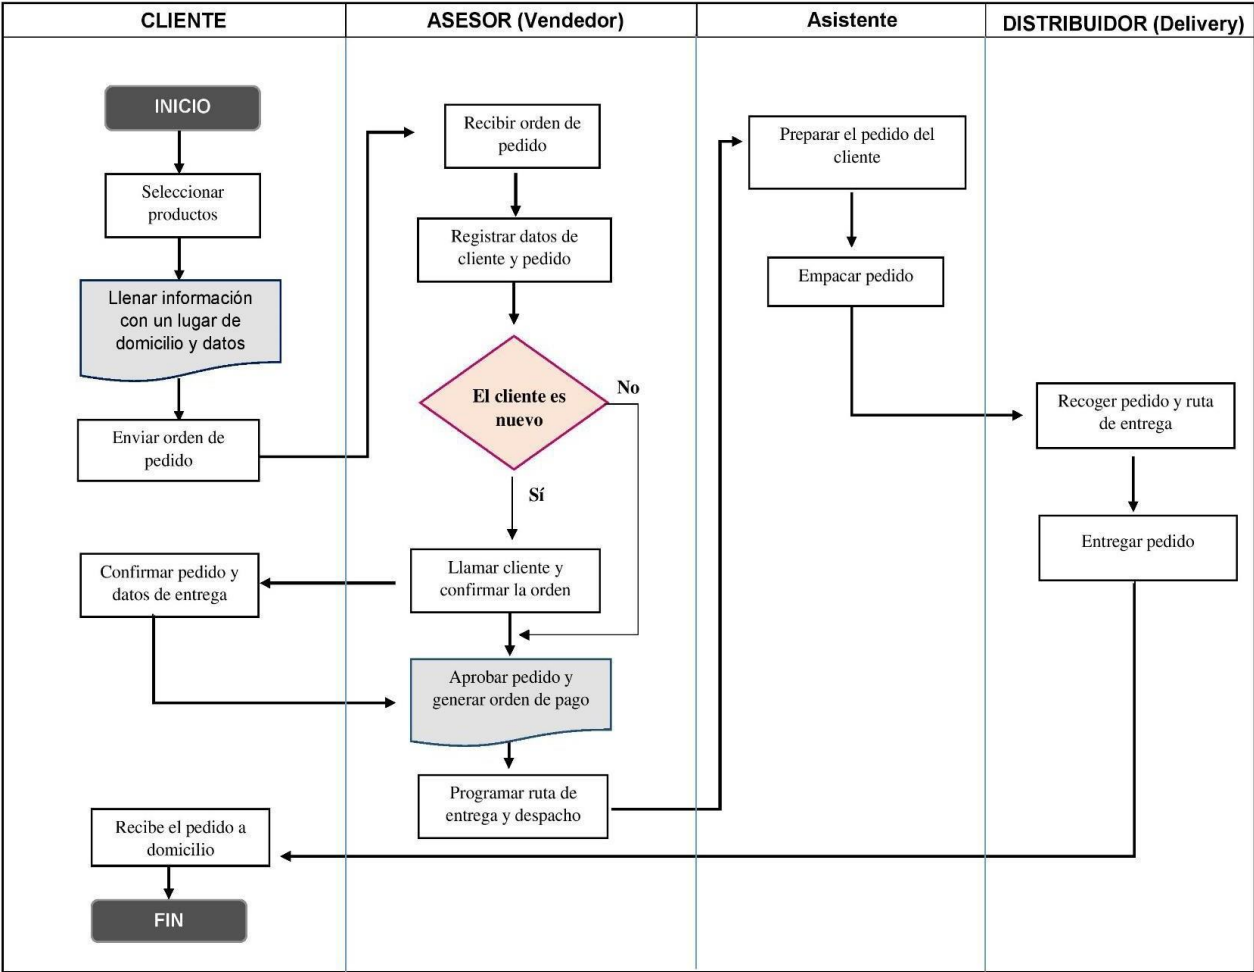 CLIENTE
ASESOR (Vendedor)
Asistente
DISTRIBUIDOR (Delivery)
INICIO
Seleccionar
productos
Llenar información
con un lugar de
domicilio y datos
Enviar orden de
pedido
Confirmar pedido y
datos de entrega
Recibe el pedido a
domicilio
FIN
Recibir orden de
pedido
Registrar datos de
cliente y pedido
El cliente es
nuevo
No
Sí
Llamar cliente y
confirmar la orden
Aprobar pedido y
generar orden de pago
Programar ruta de
entrega y despacho
Preparar el pedido del
cliente
Empacar pedido
Recoger pedido y ruta
de entrega
Entregar pedido